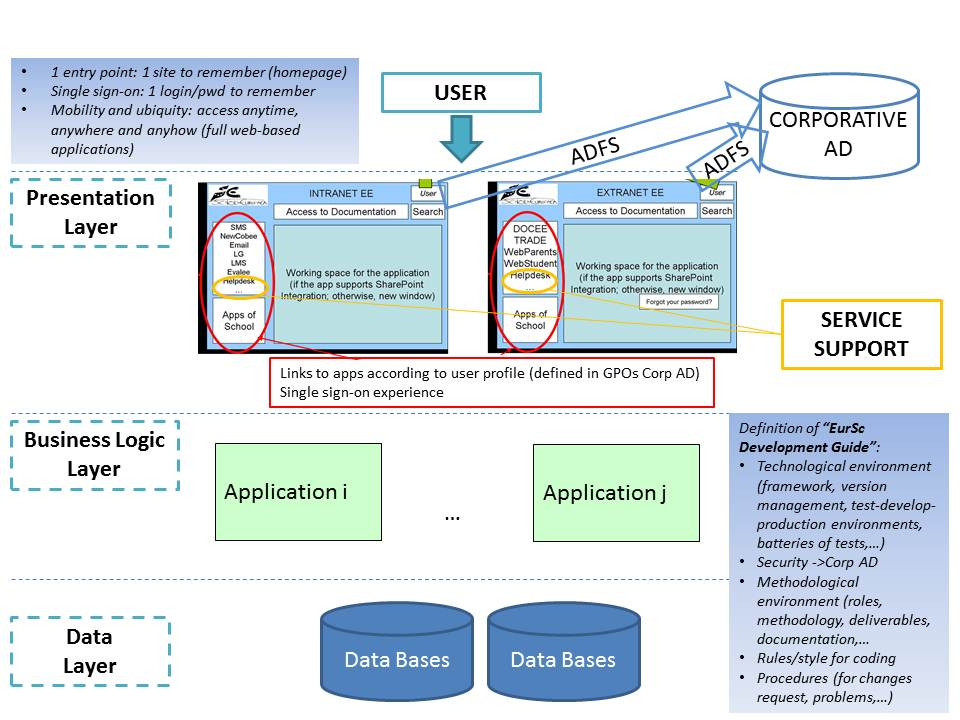 • 1 entry point: 1 site to remember (homepage)
• Single sign-on: 1 login/pwd to remember
• Mobility and ubiquity: access anytime,
anywhere and anyhow (full web-based
applications)
USER
CORPORATIVE
AD
ADFS
ADFS
Presentation
Layer
INTRANET EE
User
Access to Documentation
Search
SMS
NewCobee
Email
LG
LMS
Evalee
Helpdesk
...
Working space for the application
(if the app supports SharePoint
Integration; otherwise, new window)
Apps of
School
EXTRANET EE
User
Access to Documentation
Search
DOCEE
TRADE
WebParents
WebStudent
Helpdesk
...
Working space for the application
(if the app supports SharePoint
Integration; otherwise, new window)
Forgot your password?
Apps of
School
SERVICE
SUPPORT
Links to apps according to user profile (defined in GPOs Corp AD)
Single sign-on experience
Business Logic
Layer
Application i
...
Application j
Definition of “EurSc
Development Guide”:
• Technological environment
(framework, version
management, test-develop-
production environments,
batteries of tests,...)
• Security ->Corp AD
• Methodological
environment (roles,
methodology, deliverables,
documentation,...
• Rules/style for coding
• Procedures (for changes
request, problems,...)
Data
Layer
Data Bases
Data Bases